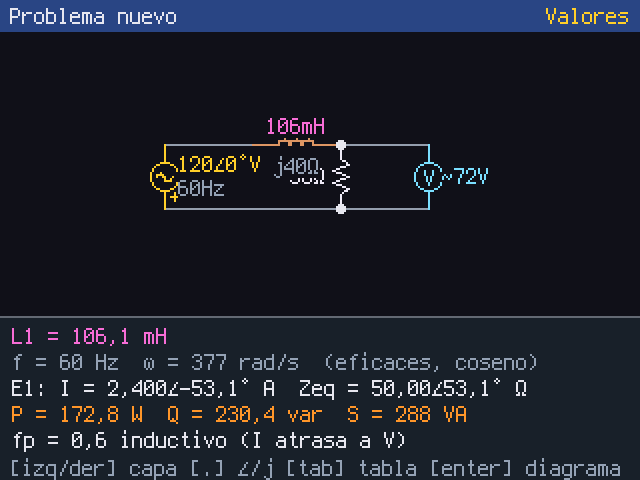 Problema nuevo
Valores
106mH
120∠0°V
60Hz
j40Ω
V
~72V
+
L1 = 106,1 mH
f = 60 Hz ω = 377 rad/s (eficaces, coseno)
E1: I = 2,400∠-53,1° A Zeq = 50,00∠53,1° Ω
P = 172,8 W Q = 230,4 var S = 288 VA
fp = 0,6 inductivo (I atrasa a V)
[izq/der] capa [.] ∠/j [tab] tabla [enter] diagrama